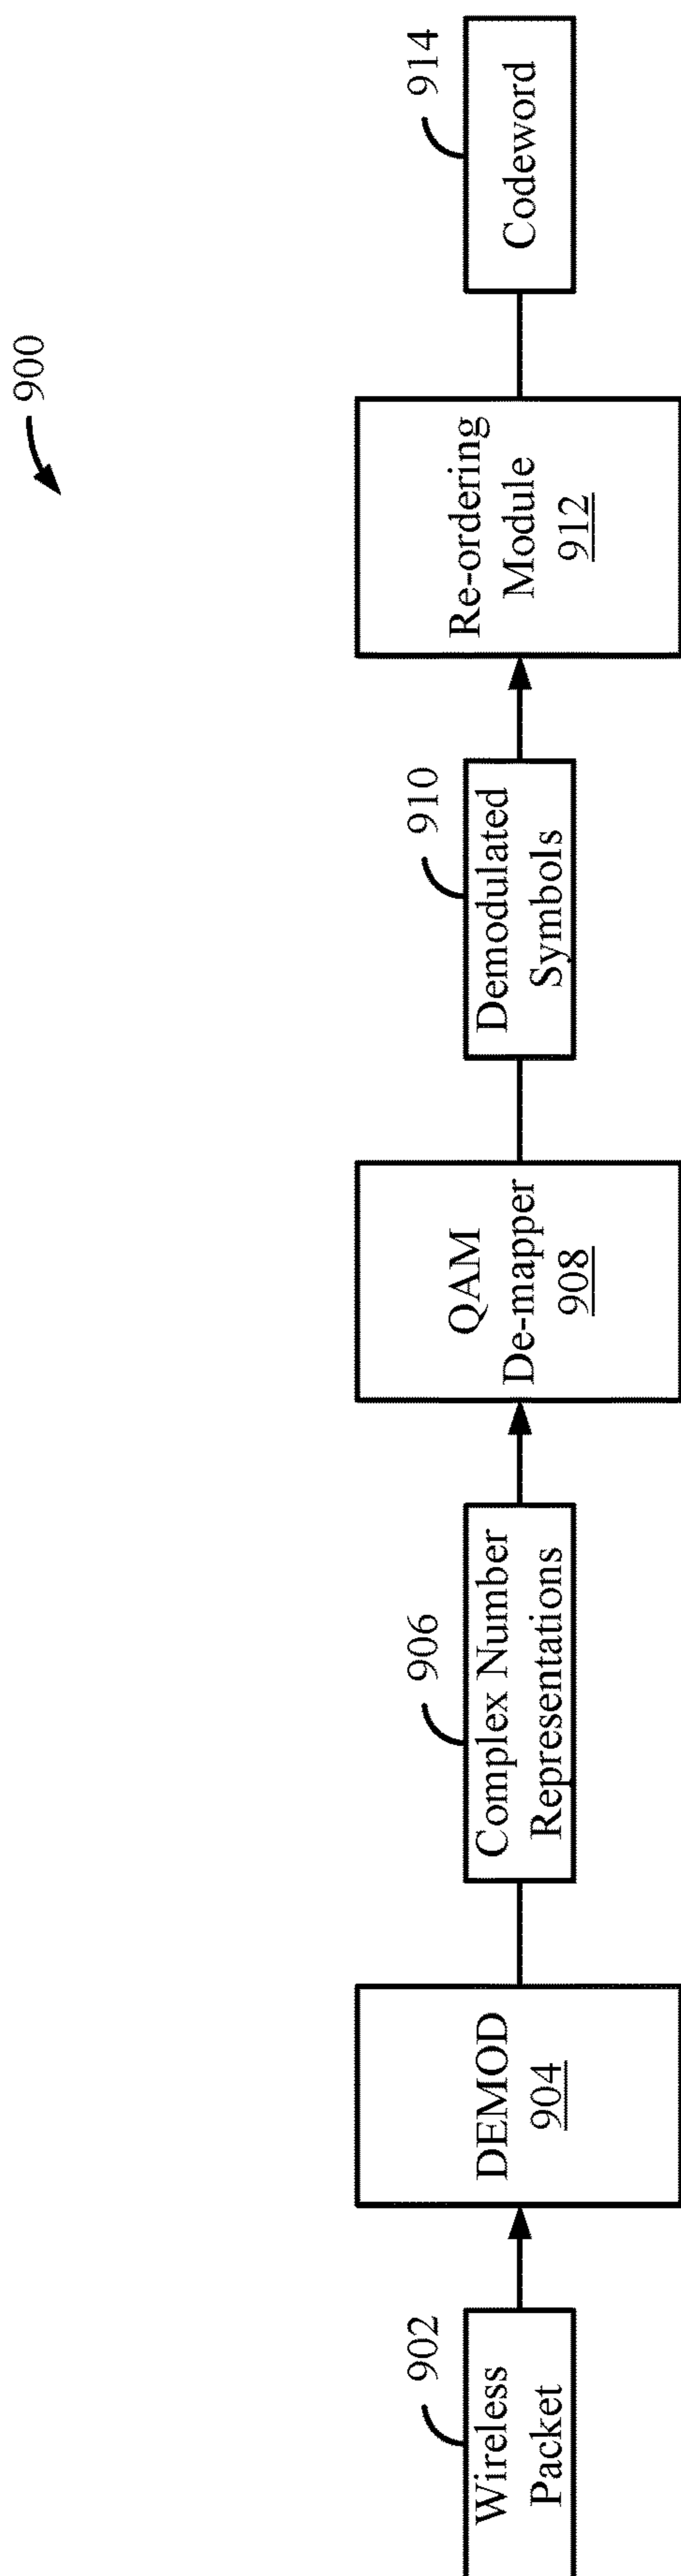 900
902
Wireless
Packet
DEMOD
904
906
Complex Number
Representations
QAM
De-mapper
908
910
Demodulated
Symbols
Re-ordering
Module
912
914
Codeword